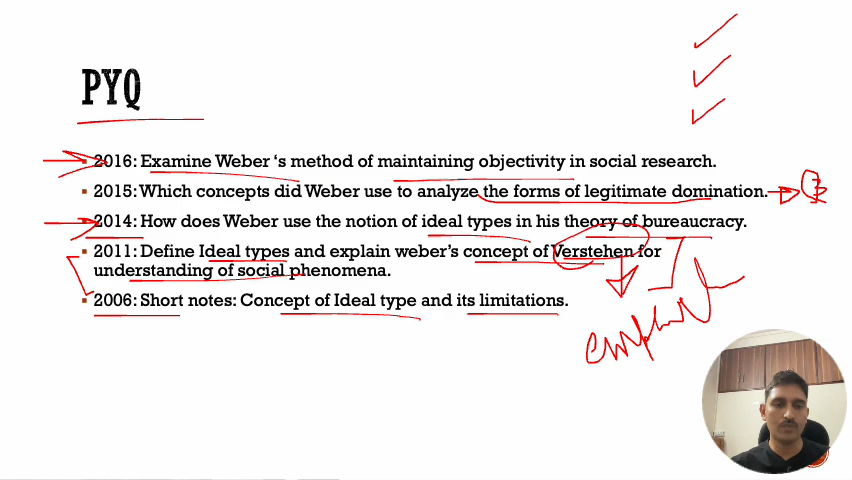 PYQ
▪ 2016: Examine Weber ‘s method of maintaining objectivity in social research.
▪ 2015: Which concepts did Weber use to analyze the forms of legitimate domination.
▪ 2014: How does Weber use the notion of ideal types in his theory of bureaucracy.
▪ 2011: Define Ideal types and explain weber’s concept of Verstehen for
understanding of social phenomena.
▪ 2006: Short notes: Concept of Ideal type and its limitations.